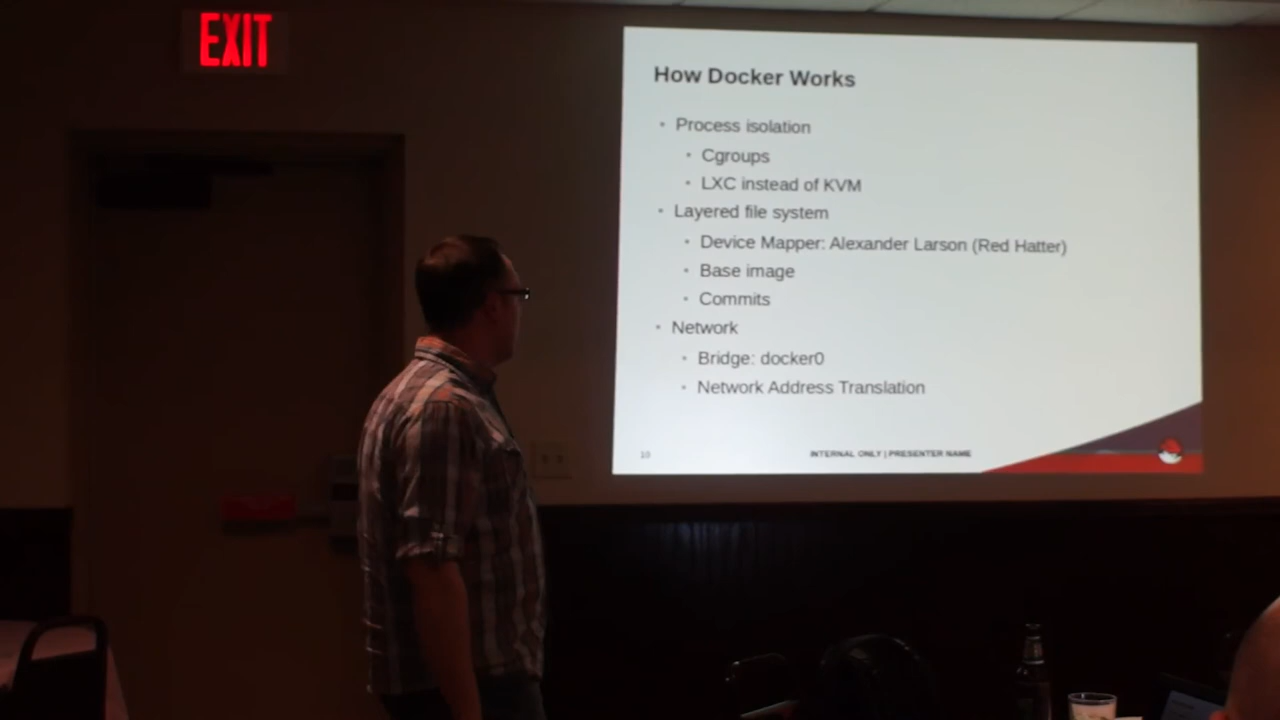 EXIT
How Docker Works
• Process isolation
• Cgroups
• LXC instead of KVM
• Layered file system
• Device Mapper: Alexander Larson (Red Hatter)
• Base image
• Commits
• Network
• Bridge: docker0
• Network Address Translation
10
INTERNAL ONLY | PRESENTER NAME